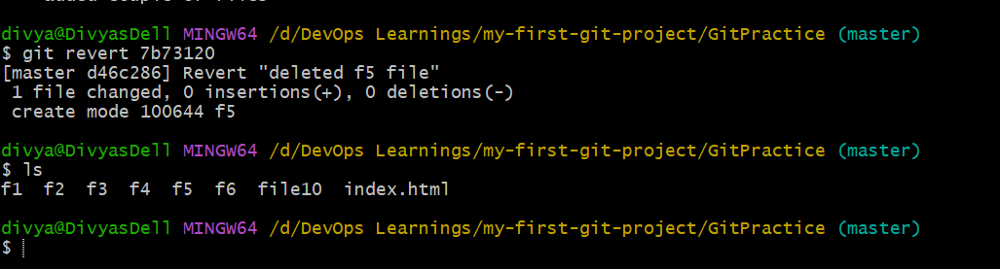 added couple of files
divya@DivyasDell MINGW64 /d/DevOps Learnings/my-first-git-project/GitPractice (master)
$ git revert 7b73120
[master d46c286] Revert "deleted f5 file"
 1 file changed, 0 insertions(+), 0 deletions(-)
 create mode 100644 f5
divya@DivyasDell MINGW64 /d/DevOps Learnings/my-first-git-project/GitPractice (master)
$ ls
f1  f2  f3  f4  f5  f6  file10  index.html
divya@DivyasDell MINGW64 /d/DevOps Learnings/my-first-git-project/GitPractice (master)
$